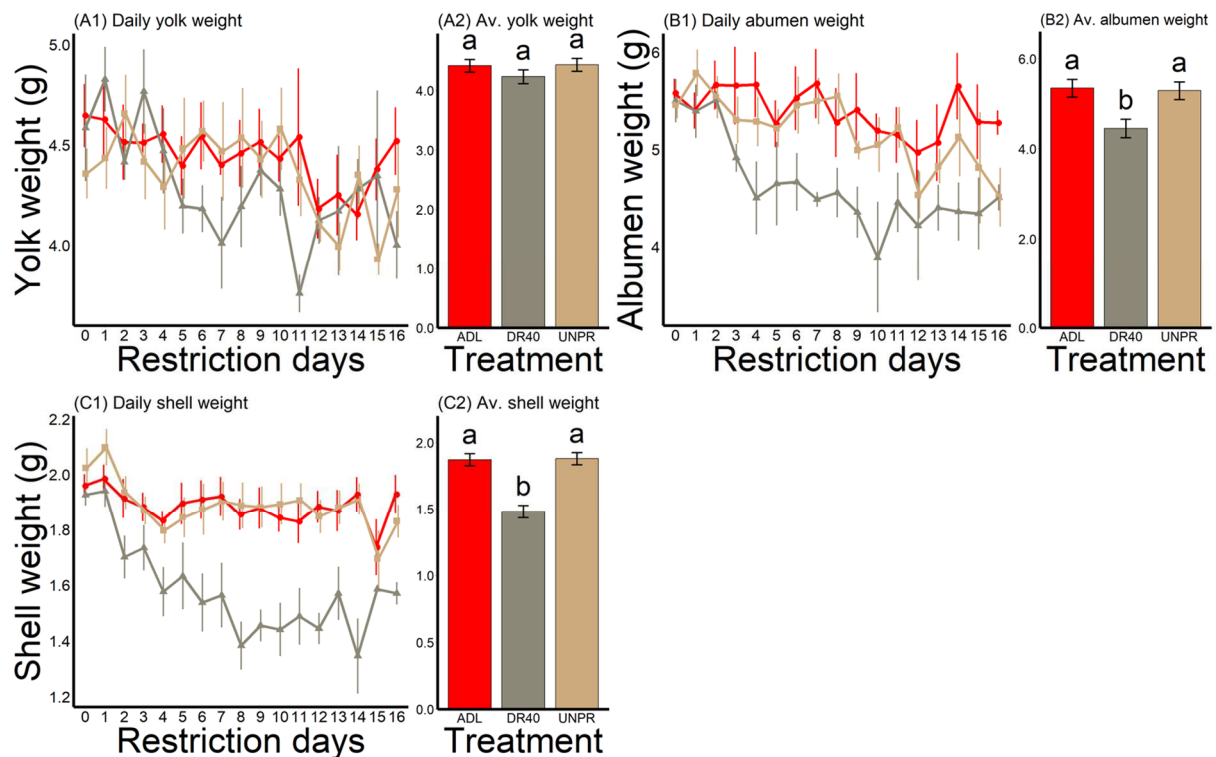 (A1) Daily yolk weight
Yolk weight (g)
5.0
4.5
4.0
0 1 2 3 4 5 6 7 8 9 10 11 12 13 14 15 16
Restriction days
(A2) Av. yolk weight
a a a
4.0
3.0
2.0
1.0
0.0
ADL DR40 UNPR
Treatment
(B1) Daily abumen weight
Albumen weight (g)
6
5
4
0 1 2 3 4 5 6 7 8 9 10 11 12 13 14 15 16
Restriction days
(B2) Av. albumen weight
a b a
6.0
4.0
2.0
0.0
ADL DR40 UNPR
Treatment
(C1) Daily shell weight
Shell weight (g)
2.2
2.0
1.8
1.6
1.4
1.2
0 1 2 3 4 5 6 7 8 9 10 11 12 13 14 15 16
Restriction days
(C2) Av. shell weight
a b a
2.0
1.5
1.0
0.5
0.0
ADL DR40 UNPR
Treatment